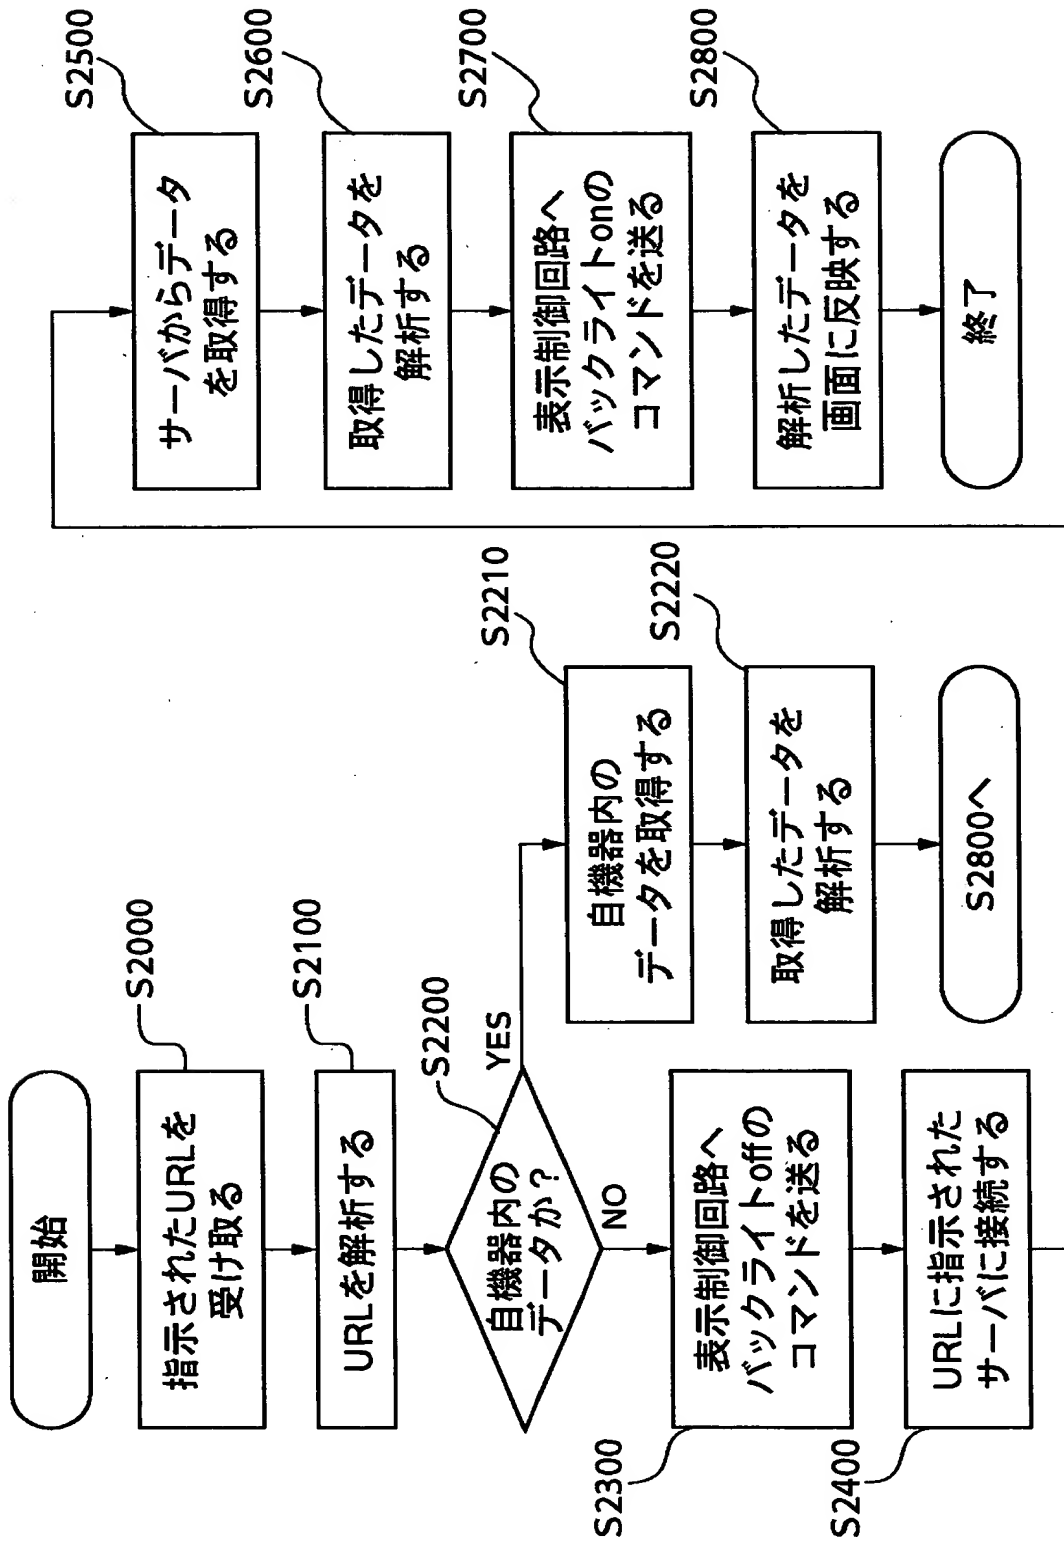 開始
S2000
指示されたURLを
受け取る
S2100
URLを解析する
S2200
自機器内の
データか?
YES
NO
S2210
自機器内の
データを取得する
S2220
取得したデータを
解析する
S2800へ
S2300
表示制御回路へ
バックライトoffの
コマンドを送る
S2400
URLに指示された
サーバに接続する
S2500
サーバからデータ
を取得する
S2600
取得したデータを
解析する
S2700
表示制御回路へ
バックライトonの
コマンドを送る
S2800
解析したデータを
画面に反映する
終了